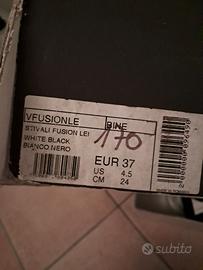 VFUSIONLE
STIVALI FUSION LEI
WHITE BLACK
BIANCO NERO
170
EUR 37
US 4.5
CM 24
subito